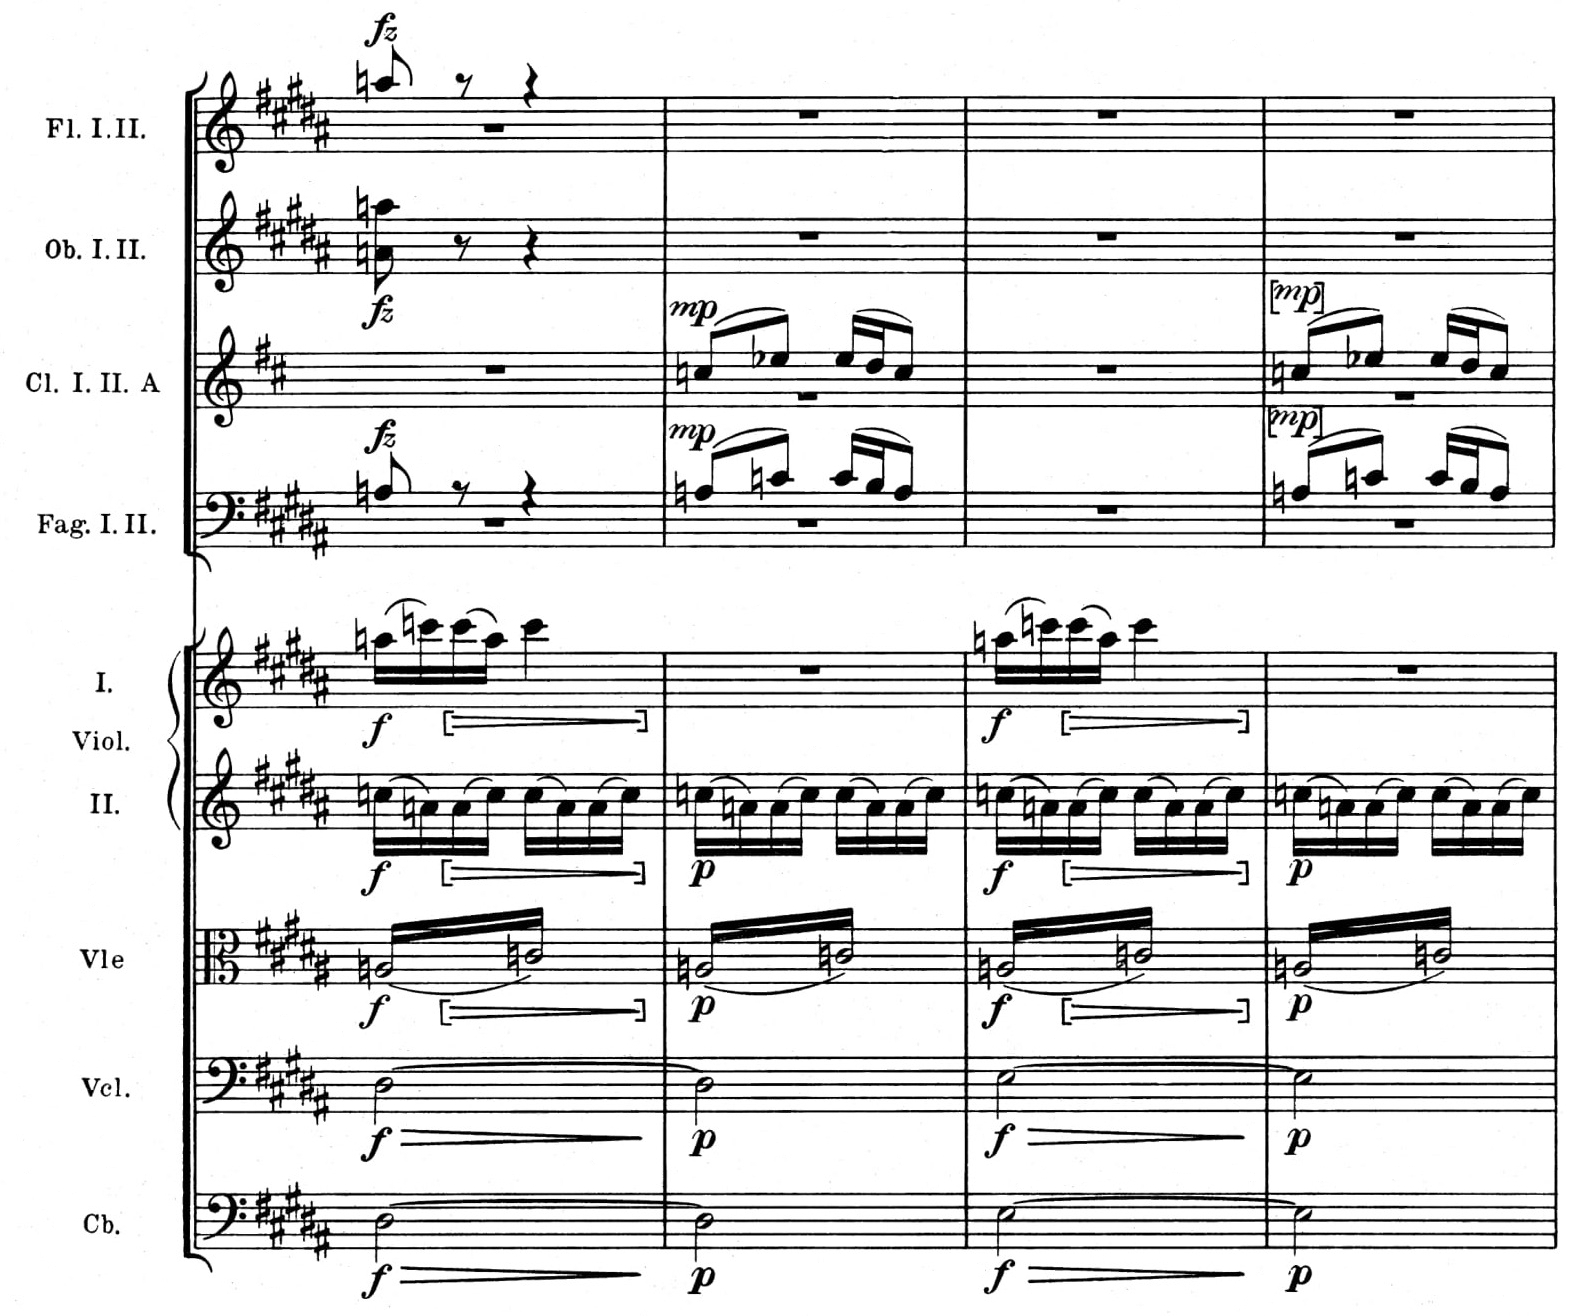 fz
Fl. I. II.
Ob. I. II.
fz
mp [mp]
Cl. I. II. A
fz mp [mp]
Fag. I. II.
I.
f [ ] f [ ]
Viol.
II.
f [ ] p f [ ] p
Vle
f [ ] p f [ ] p
Vcl.
f p f p
Cb.
f p f p